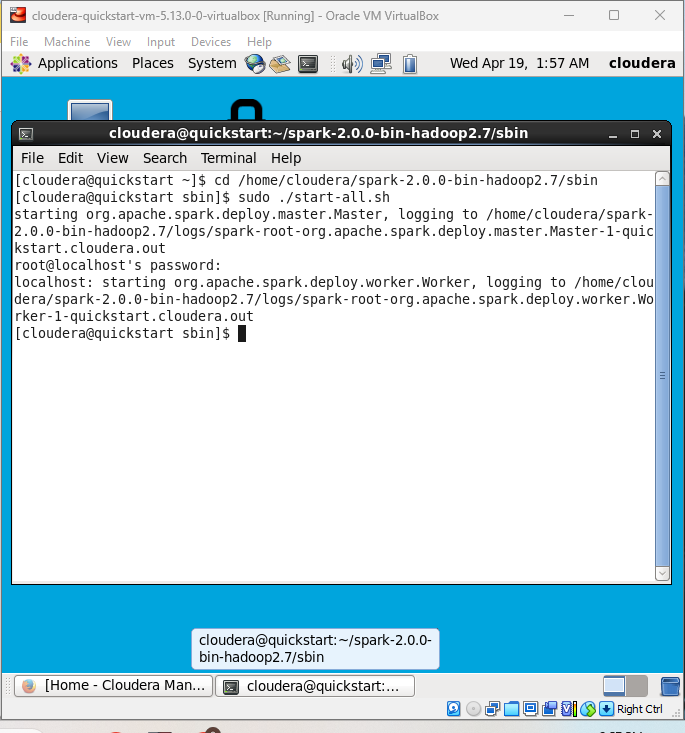 cloudera-quickstart-vm-5.13.0-0-virtualbox [Running] - Oracle VM VirtualBox
File Machine View Input Devices Help
Applications Places System Wed Apr 19, 1:57 AM cloudera
cloudera@quickstart:~/spark-2.0.0-bin-hadoop2.7/sbin
File Edit View Search Terminal Help
[cloudera@quickstart ~]$ cd /home/cloudera/spark-2.0.0-bin-hadoop2.7/sbin
[cloudera@quickstart sbin]$ sudo ./start-all.sh
starting org.apache.spark.deploy.master.Master, logging to /home/cloudera/spark-
2.0.0-bin-hadoop2.7/logs/spark-root-org.apache.spark.deploy.master.Master-1-quic
kstart.cloudera.out
root@localhost's password:
localhost: starting org.apache.spark.deploy.worker.Worker, logging to /home/clou
dera/spark-2.0.0-bin-hadoop2.7/logs/spark-root-org.apache.spark.deploy.worker.Wo
rker-1-quickstart.cloudera.out
[cloudera@quickstart sbin]$
cloudera@quickstart:~/spark-2.0.0-
bin-hadoop2.7/sbin
[Home - Cloudera Man... cloudera@quickstart:...
Right Ctrl